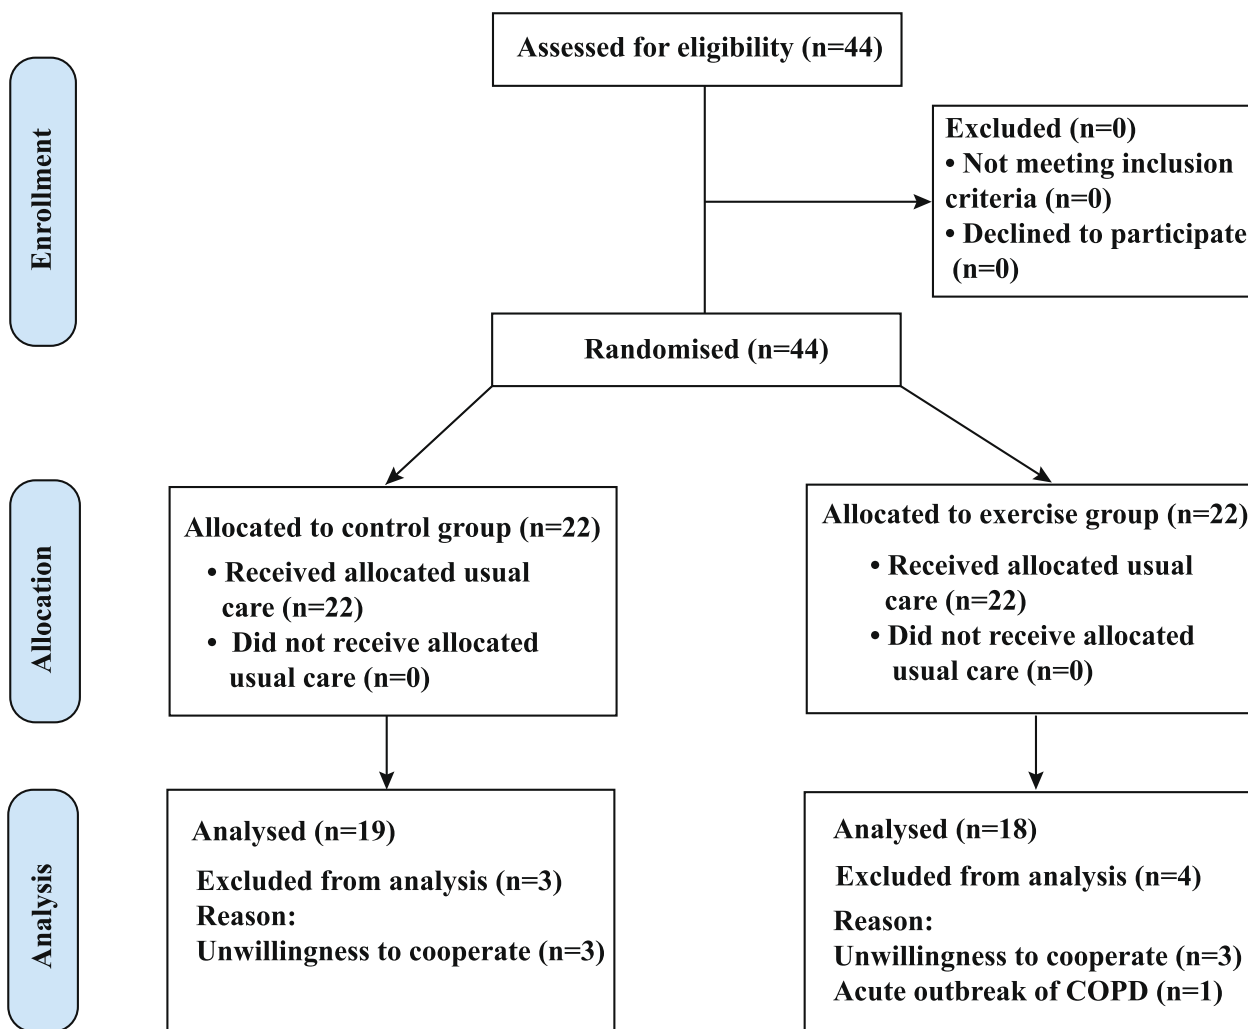 Assessed for eligibility (n=44)
Enrollment
Excluded (n=0)
• Not meeting inclusion
criteria (n=0)
• Declined to participate
(n=0)
Randomised (n=44)
Allocation
Allocated to control group (n=22)
• Received allocated usual
care (n=22)
• Did not receive allocated
usual care (n=0)
Allocated to exercise group (n=22)
• Received allocated usual
care (n=22)
• Did not receive allocated
usual care (n=0)
Analysis
Analysed (n=19)
Excluded from analysis (n=3)
Reason:
Unwillingness to cooperate (n=3)
Analysed (n=18)
Excluded from analysis (n=4)
Reason:
Unwillingness to cooperate (n=3)
Acute outbreak of COPD (n=1)